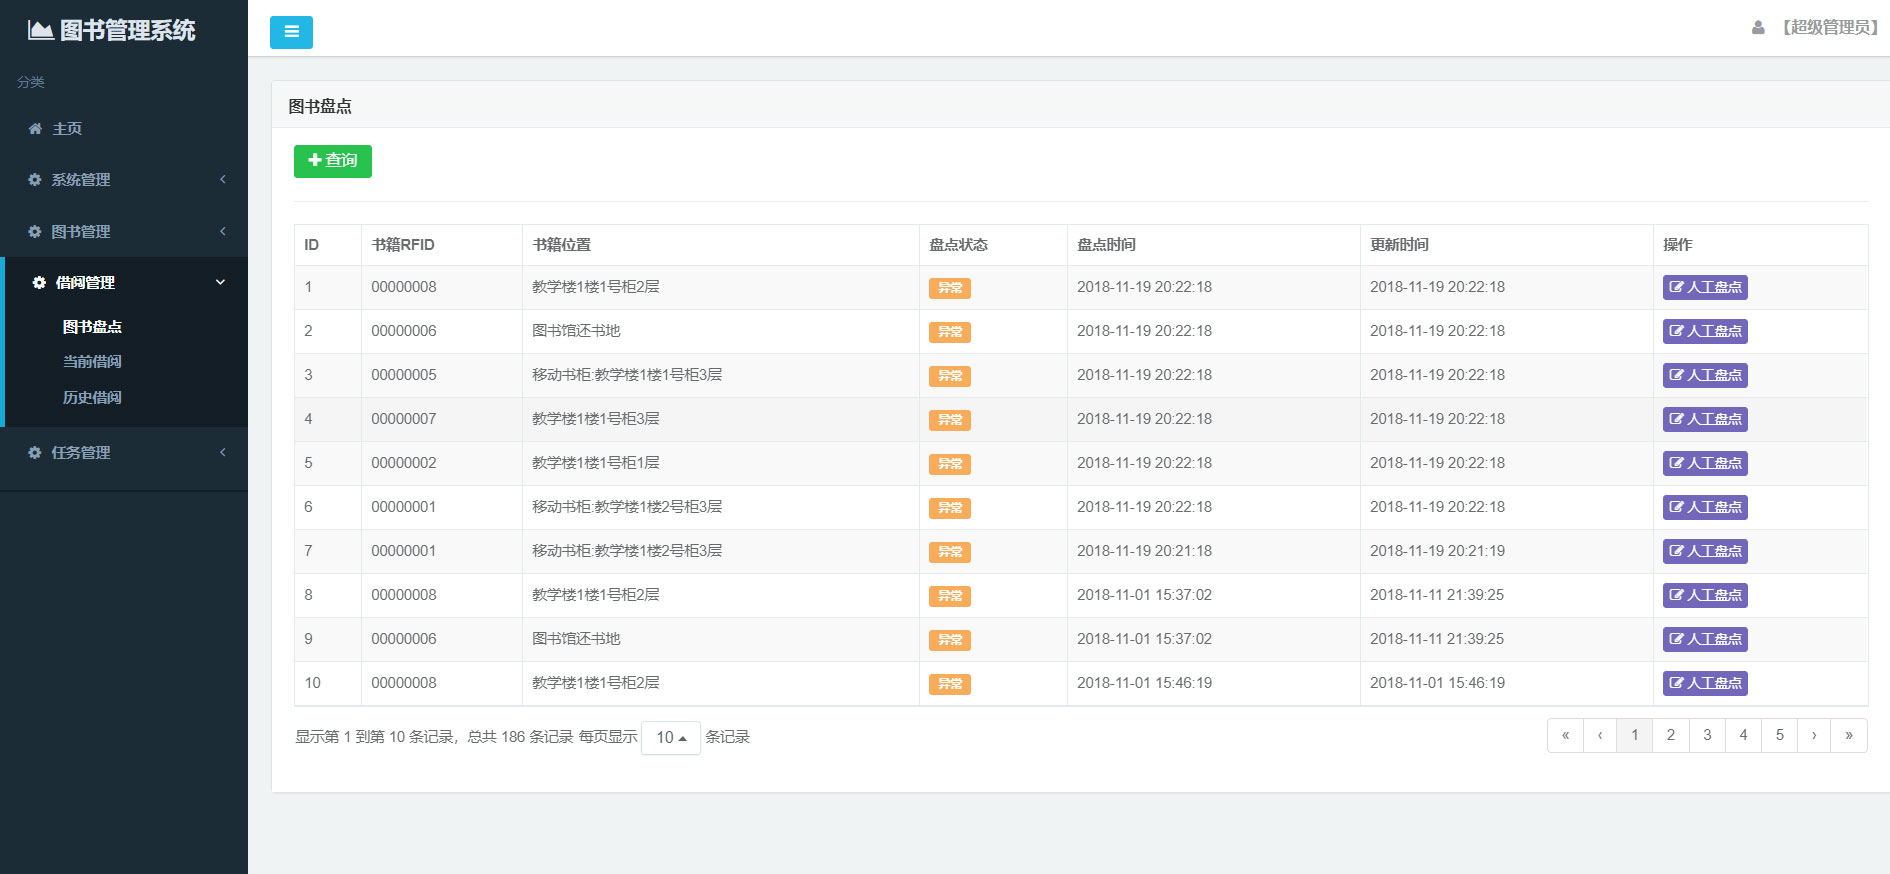 图书管理系统
【超级管理员】
分类
主页
系统管理
图书管理
借阅管理
图书盘点
当前借阅
历史借阅
任务管理
图书盘点
查询
ID 书籍RFID 书籍位置 盘点状态 盘点时间 更新时间 操作
1 00000008 教学楼1楼1号柜2层 异常 2018-11-19 20:22:18 2018-11-19 20:22:18 人工盘点
2 00000006 图书馆还书地 异常 2018-11-19 20:22:18 2018-11-19 20:22:18 人工盘点
3 00000005 移动书柜:教学楼1楼1号柜3层 异常 2018-11-19 20:22:18 2018-11-19 20:22:18 人工盘点
4 00000007 教学楼1楼1号柜3层 异常 2018-11-19 20:22:18 2018-11-19 20:22:18 人工盘点
5 00000002 教学楼1楼1号柜1层 异常 2018-11-19 20:22:18 2018-11-19 20:22:18 人工盘点
6 00000001 移动书柜:教学楼1楼2号柜3层 异常 2018-11-19 20:22:18 2018-11-19 20:22:18 人工盘点
7 00000001 移动书柜:教学楼1楼2号柜3层 异常 2018-11-19 20:21:18 2018-11-19 20:21:19 人工盘点
8 00000008 教学楼1楼1号柜2层 异常 2018-11-01 15:37:02 2018-11-11 21:39:25 人工盘点
9 00000006 图书馆还书地 异常 2018-11-01 15:37:02 2018-11-11 21:39:25 人工盘点
10 00000008 教学楼1楼1号柜2层 异常 2018-11-01 15:46:19 2018-11-01 15:46:19 人工盘点
显示第 1 到第 10 条记录，总共 186 条记录 每页显示 10 条记录
« ‹ 1 2 3 4 5 › »